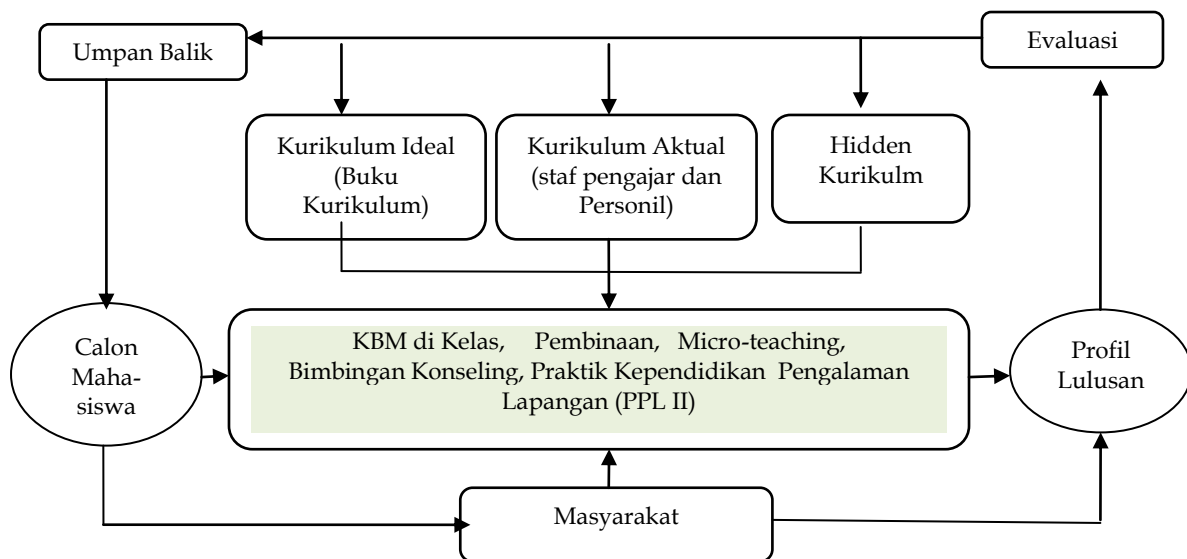 Umpan Balik
Evaluasi
Kurikulum Ideal
(Buku
Kurikulum)
Kurikulum Aktual
(staf pengajar dan
Personil)
Hidden
Kurikulm
Calon
Maha-
siswa
KBM di Kelas, Pembinaan, Micro-teaching,
Bimbingan Konseling, Praktik Kependidikan Pengalaman
Lapangan (PPL II)
Profil
Lulusan
Masyarakat